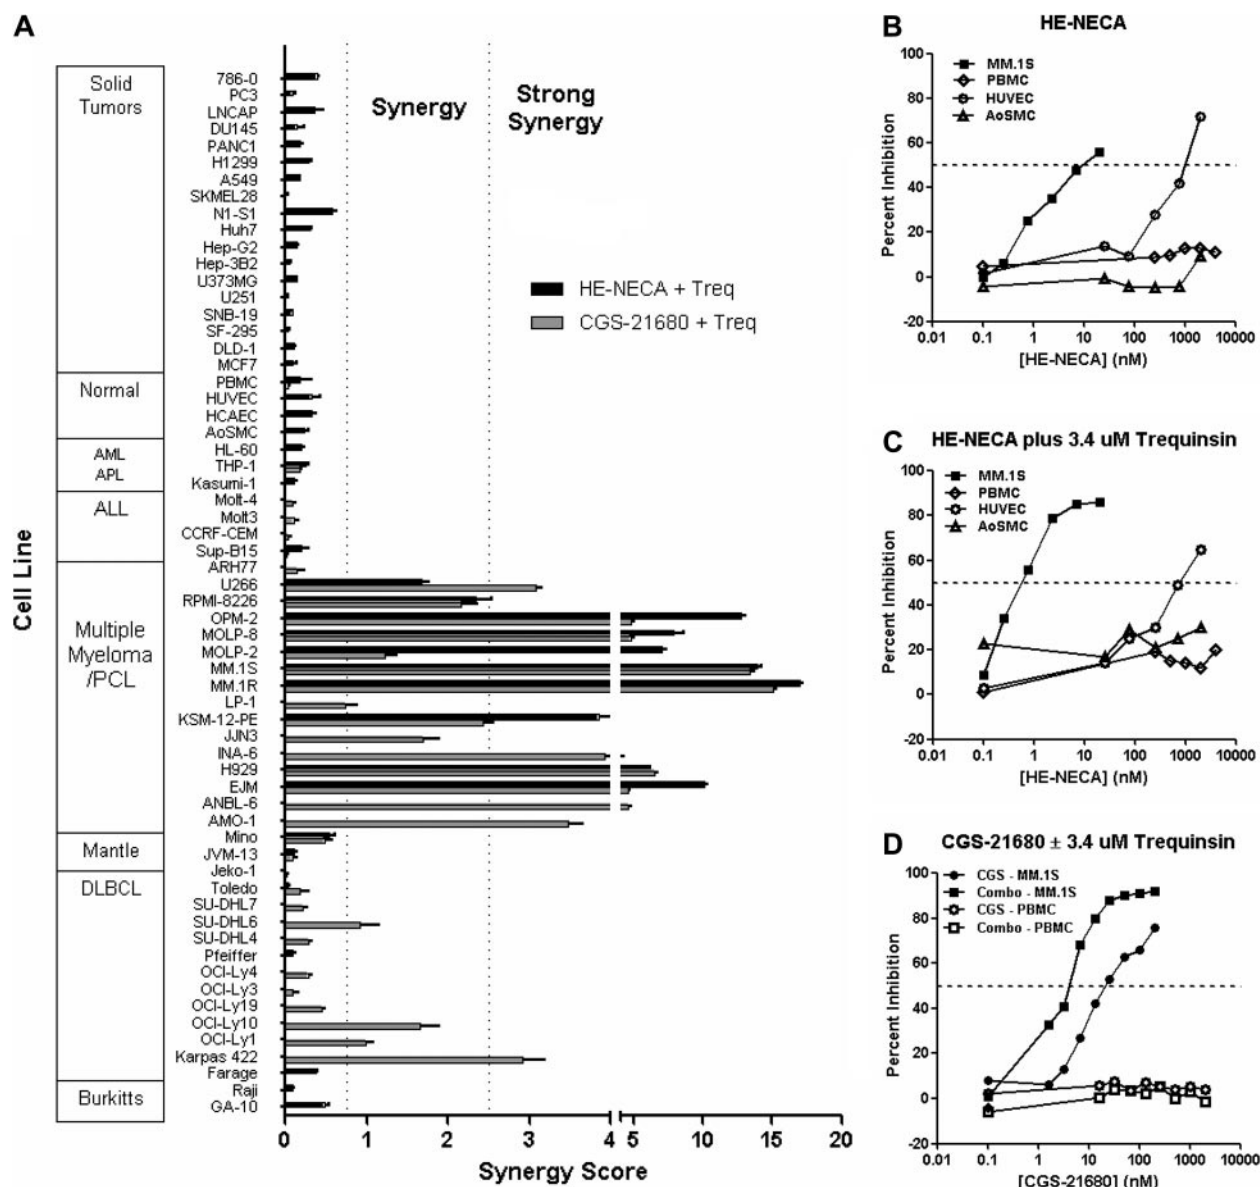 A
Solid
Tumors
Normal
AML
APL
ALL
Multiple
Myeloma
/PCL
Mantle
DLBCL
Burkitts
Cell Line
786-0
PC3
LNCAP
DU145
PANC1
H1299
A549
SKMEL28
N1-S1
Huh7
Hep-G2
Hep-3B2
U373MG
U251
SNB-19
SF-295
DLD-1
MCF7
PBMC
HUVEC
HCAEC
AoSMC
HL-60
THP-1
Kasumi-1
Molt-4
Molt3
CCRF-CEM
Sup-B15
ARH77
U266
RPMI-8226
OPM-2
MOLP-8
MOLP-2
MM.1S
MM.1R
LP-1
KSM-12-PE
JJN3
INA-6
H929
EJM
ANBL-6
AMO-1
Mino
JVM-13
Jeko-1
Toledo
SU-DHL7
SU-DHL6
SU-DHL4
Pfeiffer
OCI-Ly4
OCI-Ly3
OCI-Ly19
OCI-Ly10
OCI-Ly1
Karpas 422
Farage
Raji
GA-10
Synergy
Strong
Synergy
HE-NECA + Treq
CGS-21680 + Treq
0 1 2 3 4 5 10 15 20
Synergy Score
B
HE-NECA
MM.1S
PBMC
HUVEC
AoSMC
Percent Inhibition
100
80
60
40
20
0
-20
0.01 0.1 1 10 100 1000 10000
[HE-NECA] (nM)
C
HE-NECA plus 3.4 uM Trequinsin
MM.1S
PBMC
HUVEC
AoSMC
Percent Inhibition
100
80
60
40
20
0
-20
0.01 0.1 1 10 100 1000 10000
[HE-NECA] (nM)
D
CGS-21680 ± 3.4 uM Trequinsin
CGS - MM.1S
Combo - MM.1S
CGS - PBMC
Combo - PBMC
Percent Inhibition
100
80
60
40
20
0
-20
0.01 0.1 1 10 100 1000 10000
[CGS-21680] (nM)